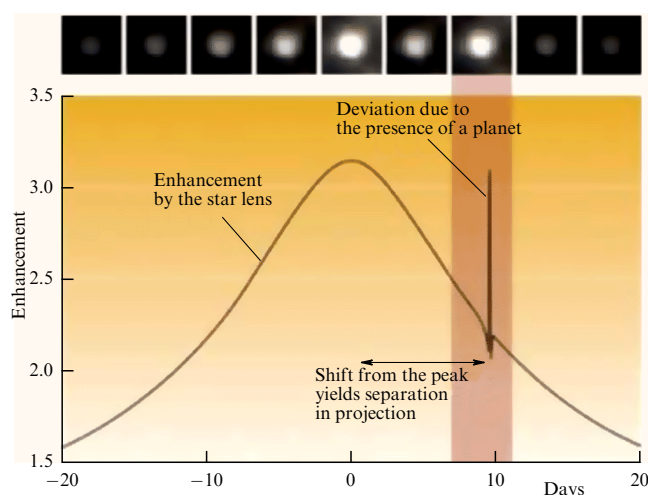 3.5
Deviation due to
the presence of a planet
Enhancement
by the star lens
3.0
Enhancement
2.5
2.0
Shift from the peak
yields separation
in projection
1.5
−20
−10
0
10
Days
20